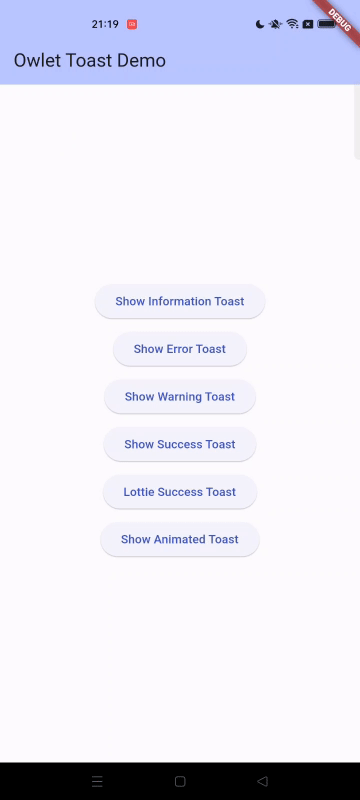 21:19
DEBUG
Owlet Toast Demo
Show Information Toast
Show Error Toast
Show Warning Toast
Show Success Toast
Lottie Success Toast
Show Animated Toast